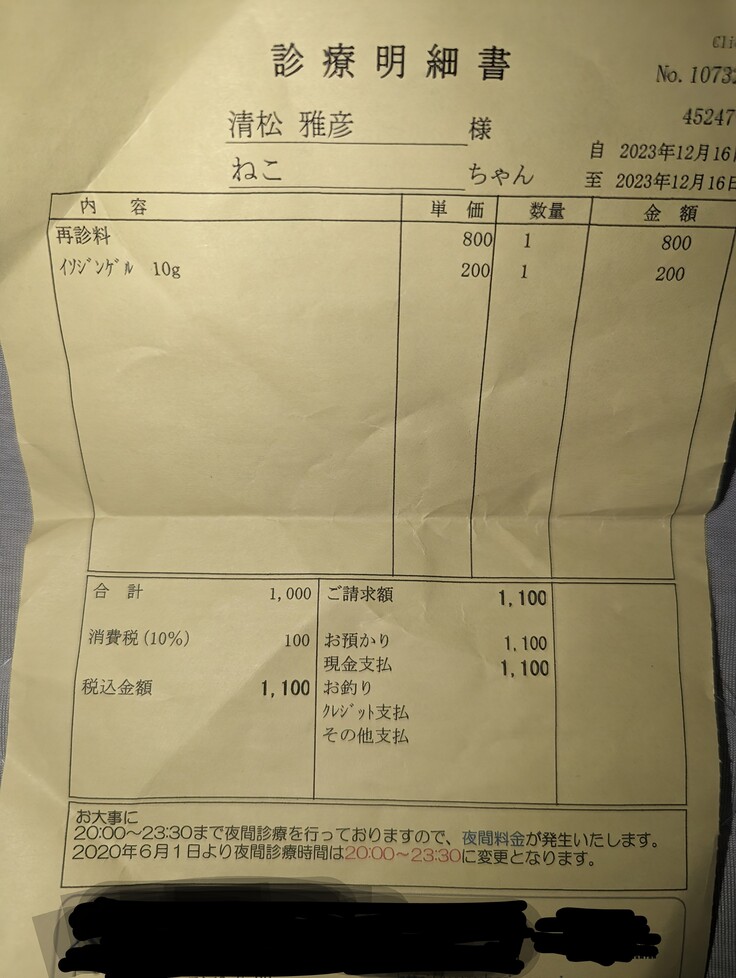 診療明細書
No. 10732
清松 雅彦 様
45247
自 2023年12月16日
ねこ ちゃん
至 2023年12月16日
内 容 単 価 数量 金 額
再診料 800 1 800
ｲｿｼﾞﾝｹﾞﾙ 10g 200 1 200
合 計 1,000 ご請求額 1,100
消費税(10%) 100 お預かり 1,100
現金支払 1,100
税込金額 1,100 お釣り
ｸﾚｼﾞｯﾄ支払
その他支払
お大事に
20:00～23:30まで夜間診療を行っておりますので、夜間料金が発生いたします。
2020年6月1日より夜間診療時間は20:00～23:30に変更となります。